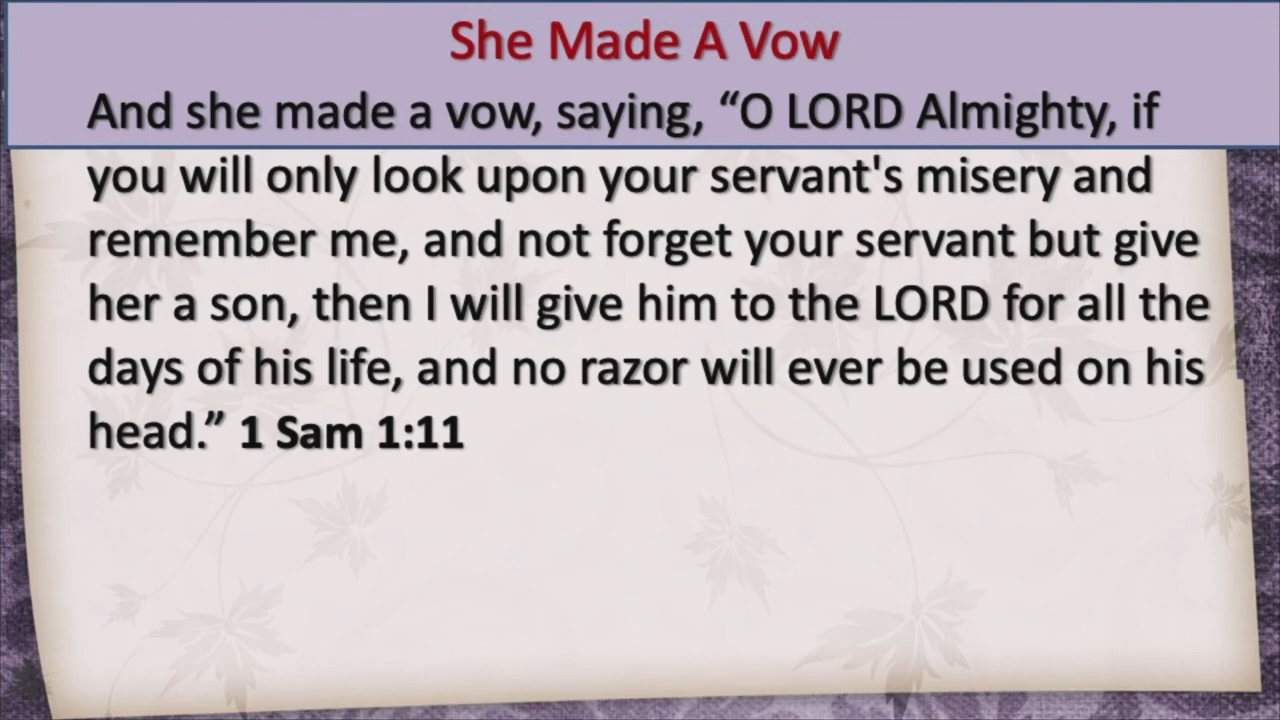 She Made A Vow
And she made a vow, saying, “O LORD Almighty, if
you will only look upon your servant's misery and
remember me, and not forget your servant but give
her a son, then I will give him to the LORD for all the
days of his life, and no razor will ever be used on his
head.” 1 Sam 1:11